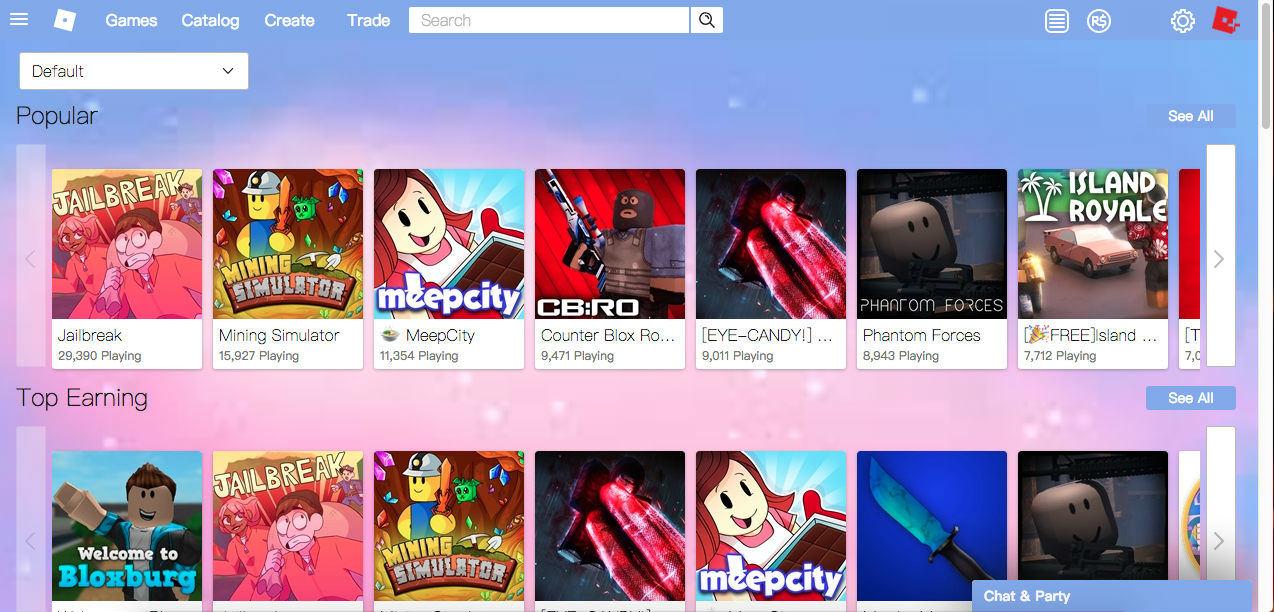 Games Catalog Create Trade Search R$
Default
Popular See All
JAILBREAK
MINING SIMULATOR
meepcity
CB:RO
PHANTOM FORCES
ISLAND ROYALE
Jailbreak
29,390 Playing
Mining Simulator
15,927 Playing
MeepCity
11,354 Playing
Counter Blox Ro...
9,471 Playing
[EYE-CANDY!] ...
9,011 Playing
Phantom Forces
8,943 Playing
[🎉FREE]Island ...
7,712 Playing
[T
7,0
Top Earning See All
Welcome to
Bloxburg
JAILBREAK
MINING SIMULATOR
meepcity
Chat & Party